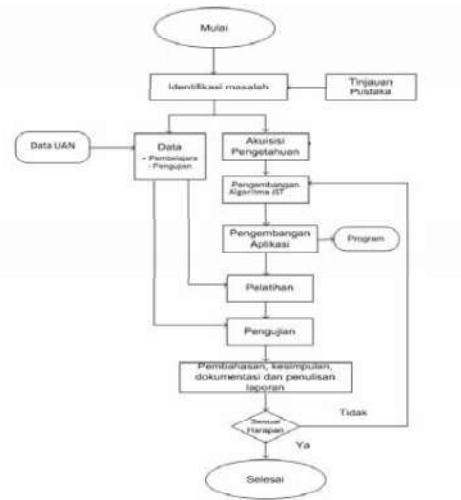 Mulai
Identifikasi masalah
Tinjauan
Pustaka
Data UAN
Data
- Pembelajara
- Pengujian
Akuisisi
Pengetahuan
Pengembangan
Algoritma JST
Pengembangan
Aplikasi
Program
Pelatihan
Pengujian
Pembahasan, kesimpulan,
dokumentasi dan penulisan
laporan
Sesuai
Harapan
Tidak
Ya
Selesai